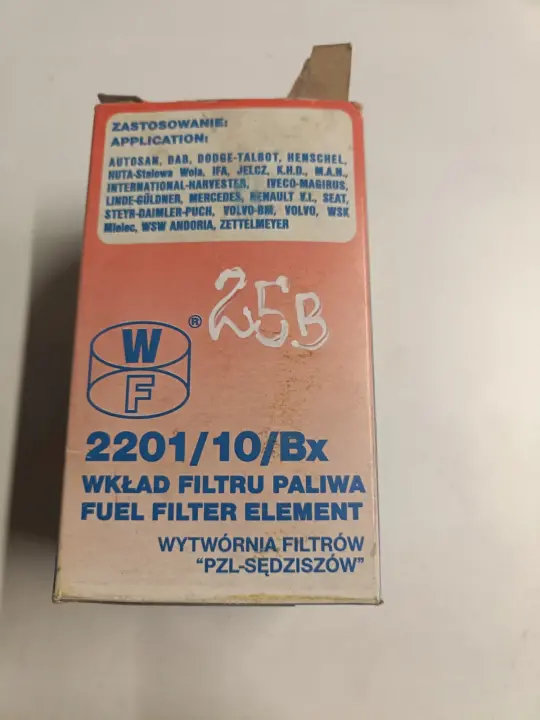 ZASTOSOWANIE:
APPLICATION:
AUTOSAN, DAB, DODGE-TALBOT, HENSCHEL,
HUTA-Stalowa Wola, IFA, JELCZ, K.H.D., M.A.N.,
INTERNATIONAL-HARVESTER, IVECO-MAGIRUS,
LINDE-GÜLDNER, MERCEDES, RENAULT V.I., SEAT,
STEYR-DAIMLER-PUCH, VOLVO-BM, VOLVO, WSK
Mielec, WSW ANDORIA, ZETTELMEYER
25B
W ®
F
2201/10/Bx
WKŁAD FILTRU PALIWA
FUEL FILTER ELEMENT
WYTWÓRNIA FILTRÓW
"PZL-SĘDZISZÓW"